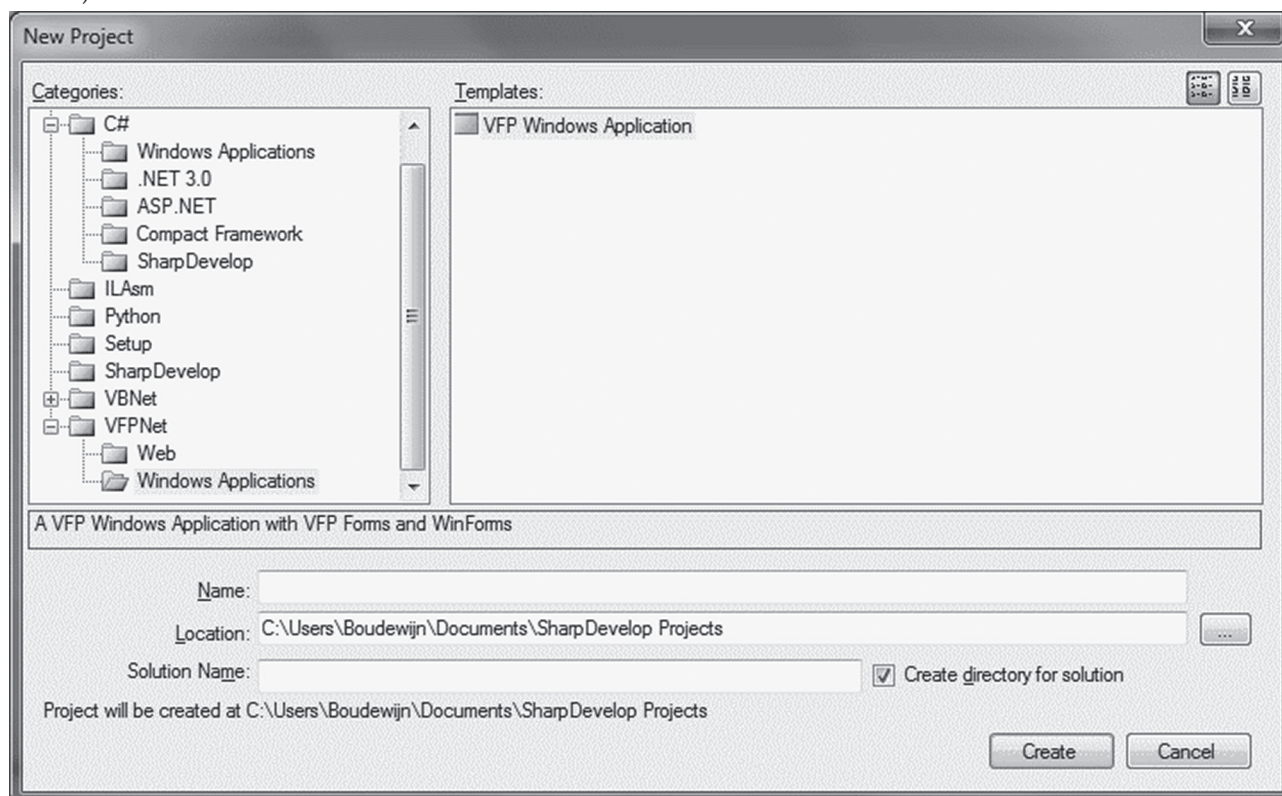 New Project
Categories:
C#
Windows Applications
.NET 3.0
ASP.NET
Compact Framework
SharpDevelop
ILAsm
Python
Setup
SharpDevelop
VBNet
VFPNet
Web
Windows Applications
Templates:
VFP Windows Application
A VFP Windows Application with VFP Forms and WinForms
Name:
Location: C:\Users\Boudewijn\Documents\SharpDevelop Projects
...
Solution Name:
Create directory for solution
Project will be created at C:\Users\Boudewijn\Documents\SharpDevelop Projects
Create
Cancel